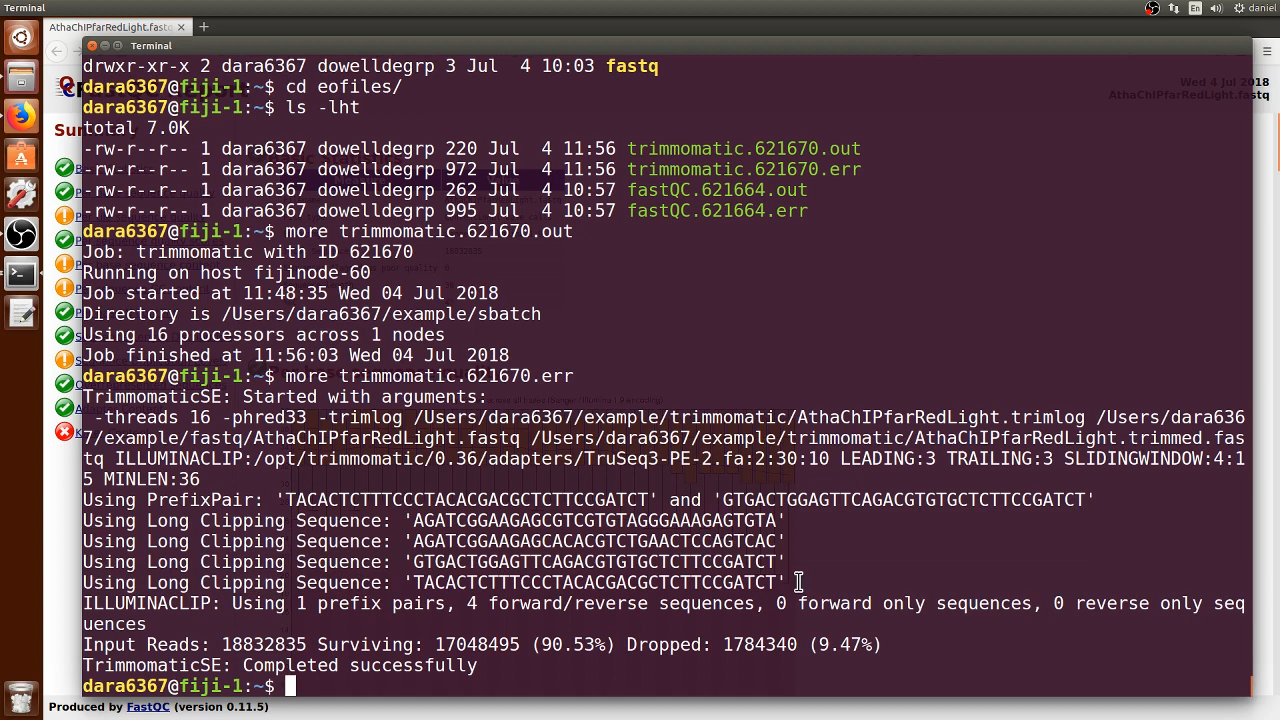 Terminal
En
daniel
AthaChIPfarRedLight.fastq
Terminal
Wed 4 Jul 2018
AthaChIPfarRedLight.fastq
drwxr-xr-x 2 dara6367 dowelldegrp 3 Jul  4 10:03 fastq
dara6367@fiji-1:~$ cd eofiles/
dara6367@fiji-1:~$ ls -lht
total 7.0K
-rw-r--r-- 1 dara6367 dowelldegrp 220 Jul  4 11:56 trimmomatic.621670.out
-rw-r--r-- 1 dara6367 dowelldegrp 972 Jul  4 11:56 trimmomatic.621670.err
-rw-r--r-- 1 dara6367 dowelldegrp 262 Jul  4 10:57 fastQC.621664.out
-rw-r--r-- 1 dara6367 dowelldegrp 995 Jul  4 10:57 fastQC.621664.err
dara6367@fiji-1:~$ more trimmomatic.621670.out
Job: trimmomatic with ID 621670
Running on host fijinode-60
Job started at 11:48:35 Wed 04 Jul 2018
Directory is /Users/dara6367/example/sbatch
Using 16 processors across 1 nodes
Job finished at 11:56:03 Wed 04 Jul 2018
dara6367@fiji-1:~$ more trimmomatic.621670.err
TrimmomaticSE: Started with arguments:
 -threads 16 -phred33 -trimlog /Users/dara6367/example/trimmomatic/AthaChIPfarRedLight.trimlog /Users/dara636
7/example/fastq/AthaChIPfarRedLight.fastq /Users/dara6367/example/trimmomatic/AthaChIPfarRedLight.trimmed.fas
tq ILLUMINACLIP:/opt/trimmomatic/0.36/adapters/TruSeq3-PE-2.fa:2:30:10 LEADING:3 TRAILING:3 SLIDINGWINDOW:4:1
5 MINLEN:36
Using PrefixPair: 'TACACTCTTTCCCTACACGACGCTCTTCCGATCT' and 'GTGACTGGAGTTCAGACGTGTGCTCTTCCGATCT'
Using Long Clipping Sequence: 'AGATCGGAAGAGCGTCGTGTAGGGAAAGAGTGTA'
Using Long Clipping Sequence: 'AGATCGGAAGAGCACACGTCTGAACTCCAGTCAC'
Using Long Clipping Sequence: 'GTGACTGGAGTTCAGACGTGTGCTCTTCCGATCT'
Using Long Clipping Sequence: 'TACACTCTTTCCCTACACGACGCTCTTCCGATCT'
ILLUMINACLIP: Using 1 prefix pairs, 4 forward/reverse sequences, 0 forward only sequences, 0 reverse only seq
uences
Input Reads: 18832835 Surviving: 17048495 (90.53%) Dropped: 1784340 (9.47%)
TrimmomaticSE: Completed successfully
dara6367@fiji-1:~$
Produced by FastQC (version 0.11.5)